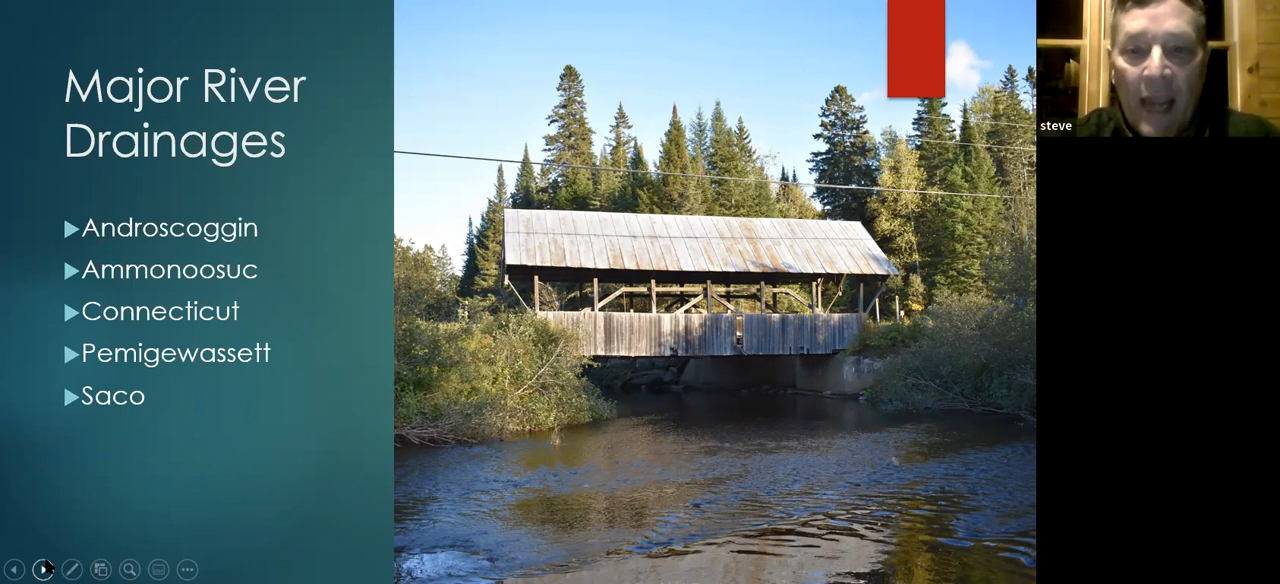 Major River
Drainages
Androscoggin
Ammonoosuc
Connecticut
Pemigewassett
Saco
steve